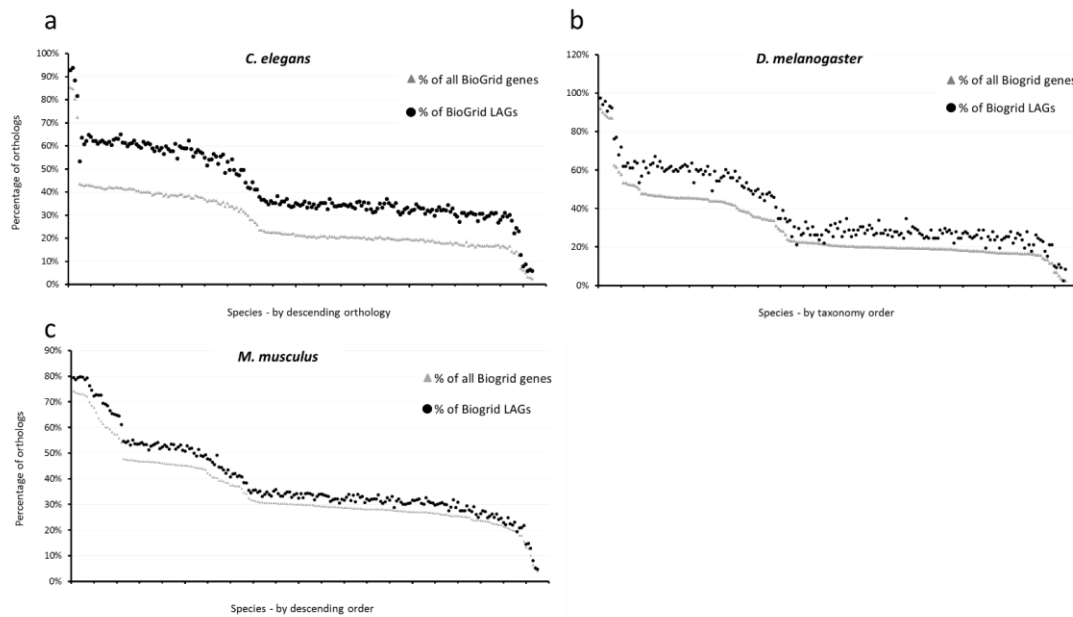 a
C. elegans
100%
90%
80%
70%
60%
50%
40%
30%
20%
10%
0%
Percentage of orthologs
▲ % of all BioGrid genes
● % of BioGrid LAGs
Species - by descending orthology
b
D. melanogaster
120%
100%
80%
60%
40%
20%
0%
▲ % of all Biogrid genes
● % of Biogrid LAGs
Species - by taxonomy order
c
M. musculus
90%
80%
70%
60%
50%
40%
30%
20%
10%
0%
Percentage of orthologs
▲ % of all Biogrid genes
● % of Biogrid LAGs
Species - by descending order